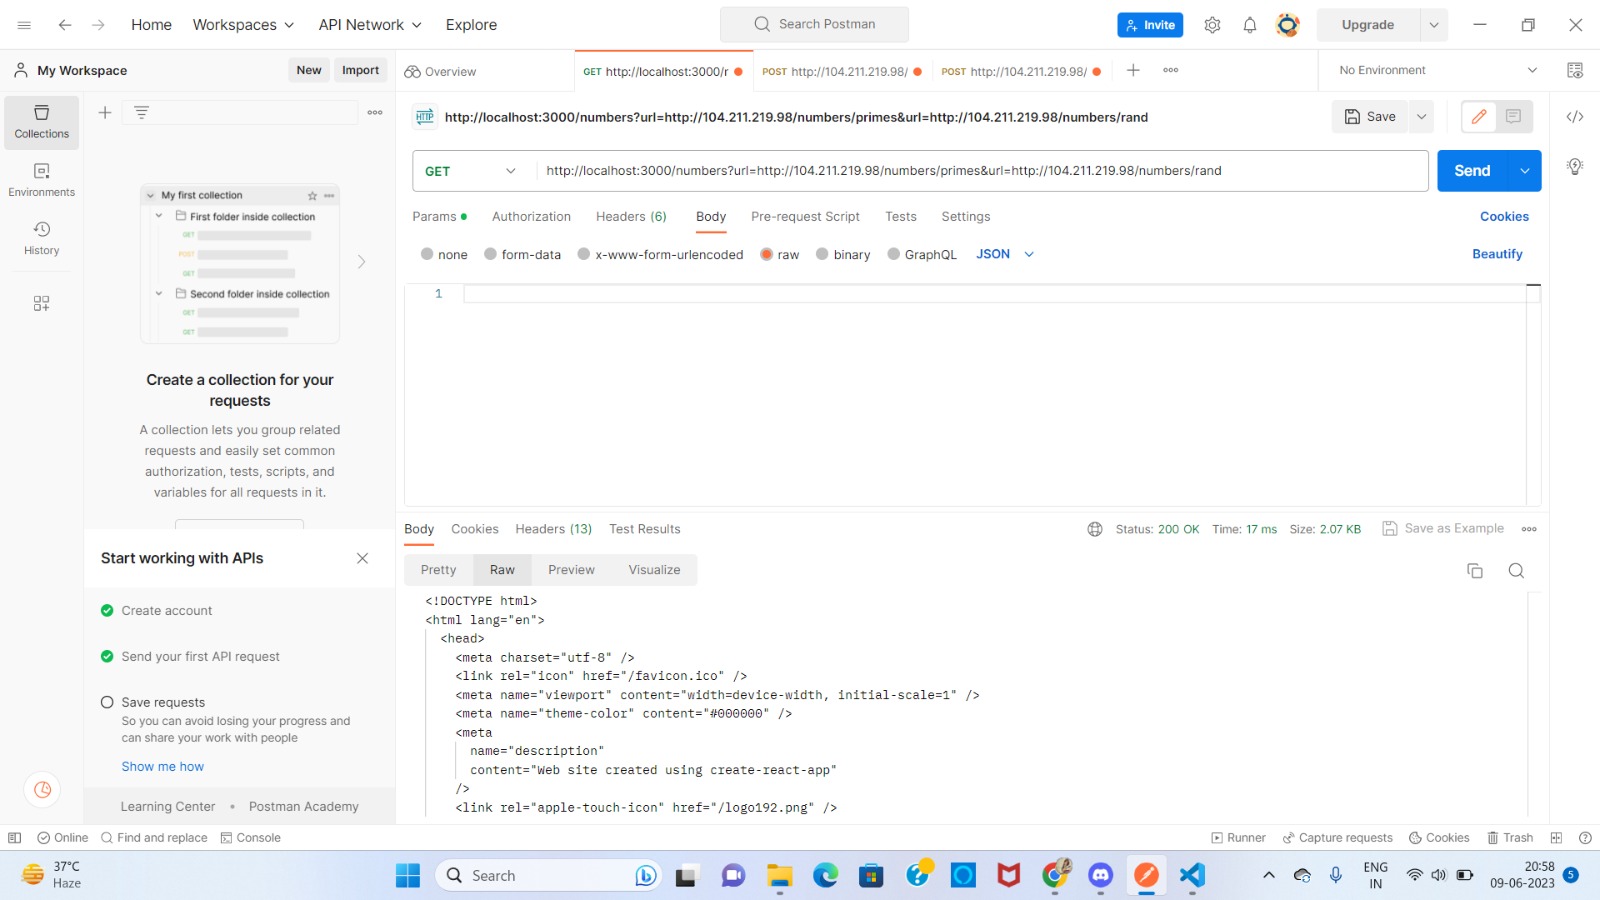 Home Workspaces API Network Explore Search Postman Invite Upgrade
My Workspace New Import
Overview GET http://localhost:3000/r POST http://104.211.219.98/ POST http://104.211.219.98/ No Environment
Collections
Environments
History
My first collection
First folder inside collection
GET
POST
GET
Second folder inside collection
GET
GET
Create a collection for your
requests
A collection lets you group related
requests and easily set common
authorization, tests, scripts, and
variables for all requests in it.
Start working with APIs
Create account
Send your first API request
Save requests
So you can avoid losing your progress and
can share your work with people
Show me how
Learning Center • Postman Academy
HTTP http://localhost:3000/numbers?url=http://104.211.219.98/numbers/primes&url=http://104.211.219.98/numbers/rand Save
GET http://localhost:3000/numbers?url=http://104.211.219.98/numbers/primes&url=http://104.211.219.98/numbers/rand Send
Params Authorization Headers (6) Body Pre-request Script Tests Settings Cookies
none form-data x-www-form-urlencoded raw binary GraphQL JSON Beautify
1
Body Cookies Headers (13) Test Results Status: 200 OK Time: 17 ms Size: 2.07 KB Save as Example
Pretty Raw Preview Visualize
<!DOCTYPE html>
<html lang="en">
<head>
<meta charset="utf-8" />
<link rel="icon" href="/favicon.ico" />
<meta name="viewport" content="width=device-width, initial-scale=1" />
<meta name="theme-color" content="#000000" />
<meta
name="description"
content="Web site created using create-react-app"
/>
<link rel="apple-touch-icon" href="/logo192.png" />
Online Find and replace Console Runner Capture requests Cookies Trash
37°C
Haze
Search
ENG
IN
20:58
09-06-2023
5